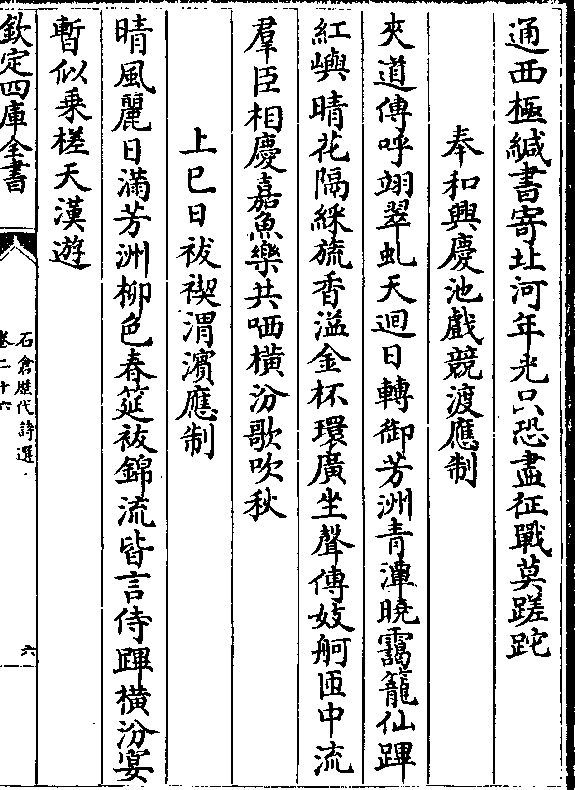 通西極緘書寄北河年光只恐盡征戰莫蹉跎
奉和興慶池戲競渡應制
夾道傳呼翊翠虬天迴日轉御芳洲青潭曉靄籠仙蹕
紅嶼晴花隔綵旒香溢金杯環廣坐聲傳妓舸匝中流
羣臣相慶嘉魚樂共哂橫汾歌吹秋
上巳日祓禊渭濱應制
晴風麗日滿芳洲柳色春筵祓錦流皆言侍蹕橫汾宴
暫似乗槎天漢遊
欽定四庫全書
石倉歴代詩選
卷二十六
六